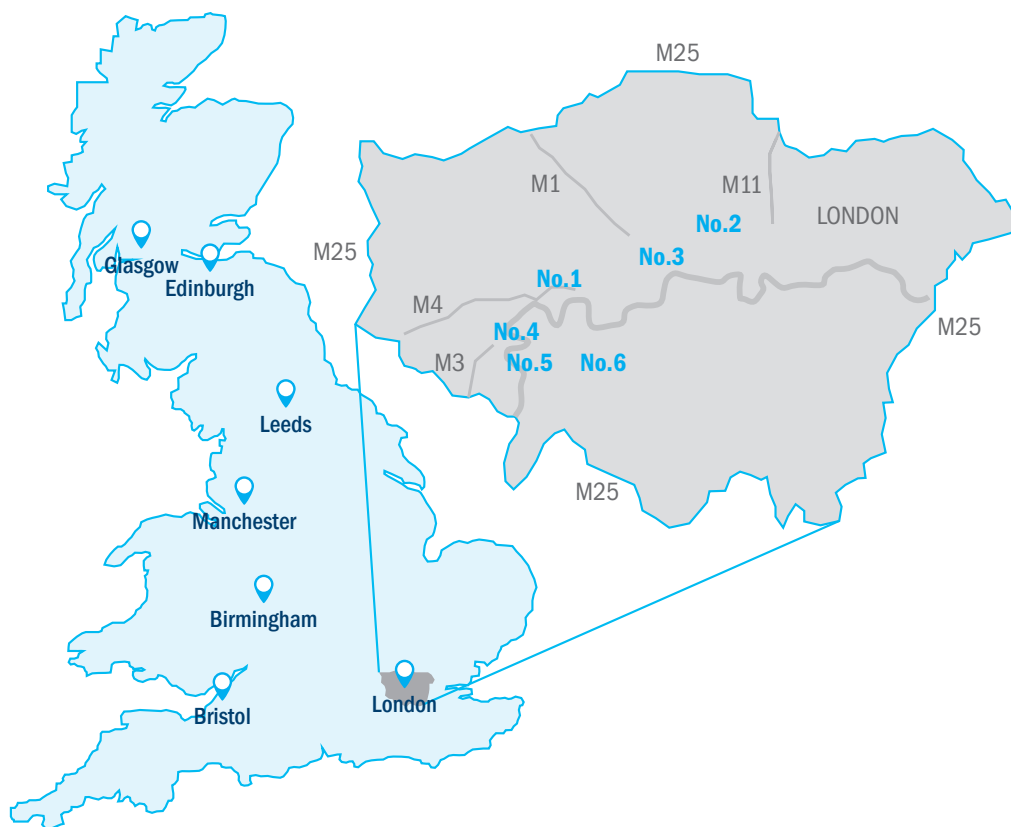 M25
M1
M11
No.2
LONDON
No.3
M25
No.1
M4
M25
No.4
M3
No.5
No.6
M25
Glasgow
Edinburgh
Leeds
Manchester
Birmingham
London
Bristol